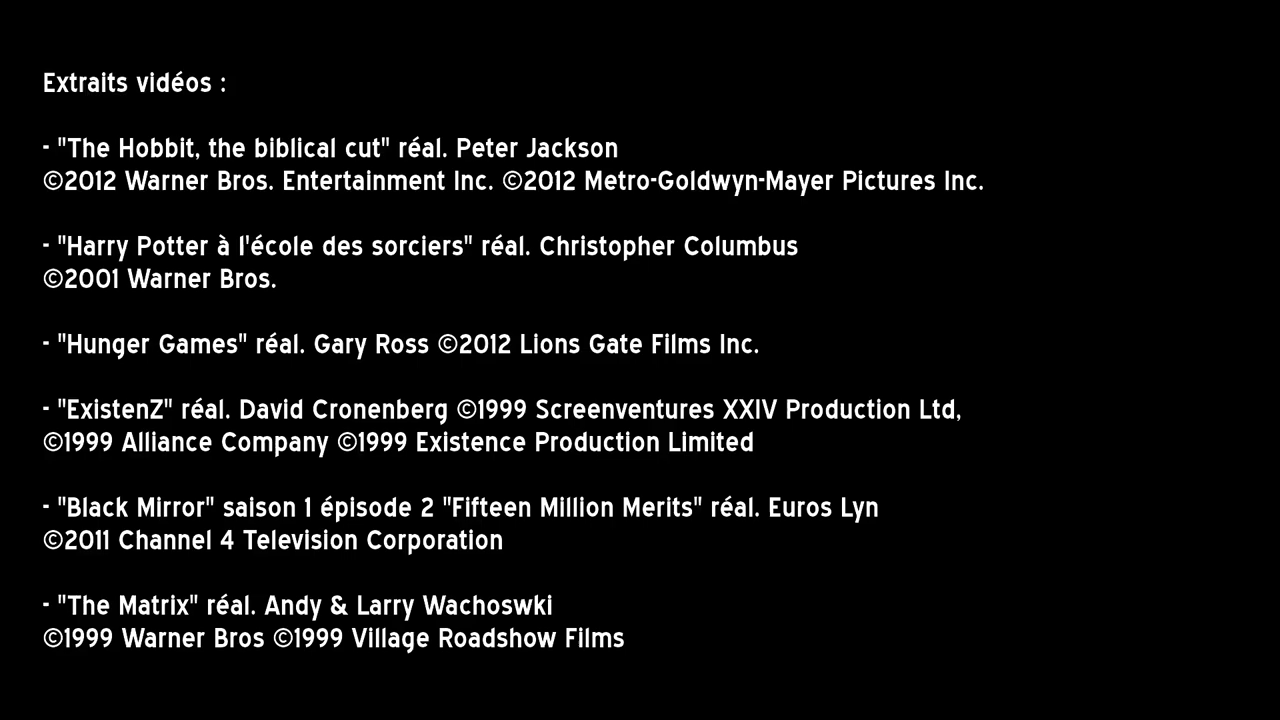 Extraits vidéos :
- "The Hobbit, the biblical cut" réal. Peter Jackson
©2012 Warner Bros. Entertainment Inc. ©2012 Metro-Goldwyn-Mayer Pictures Inc.
- "Harry Potter à l'école des sorciers" réal. Christopher Columbus
©2001 Warner Bros.
- "Hunger Games" réal. Gary Ross ©2012 Lions Gate Films Inc.
- "ExistenZ" réal. David Cronenberg ©1999 Screenventures XXIV Production Ltd,
©1999 Alliance Company ©1999 Existence Production Limited
- "Black Mirror" saison 1 épisode 2 "Fifteen Million Merits" réal. Euros Lyn
©2011 Channel 4 Television Corporation
- "The Matrix" réal. Andy & Larry Wachoswki
©1999 Warner Bros ©1999 Village Roadshow Films